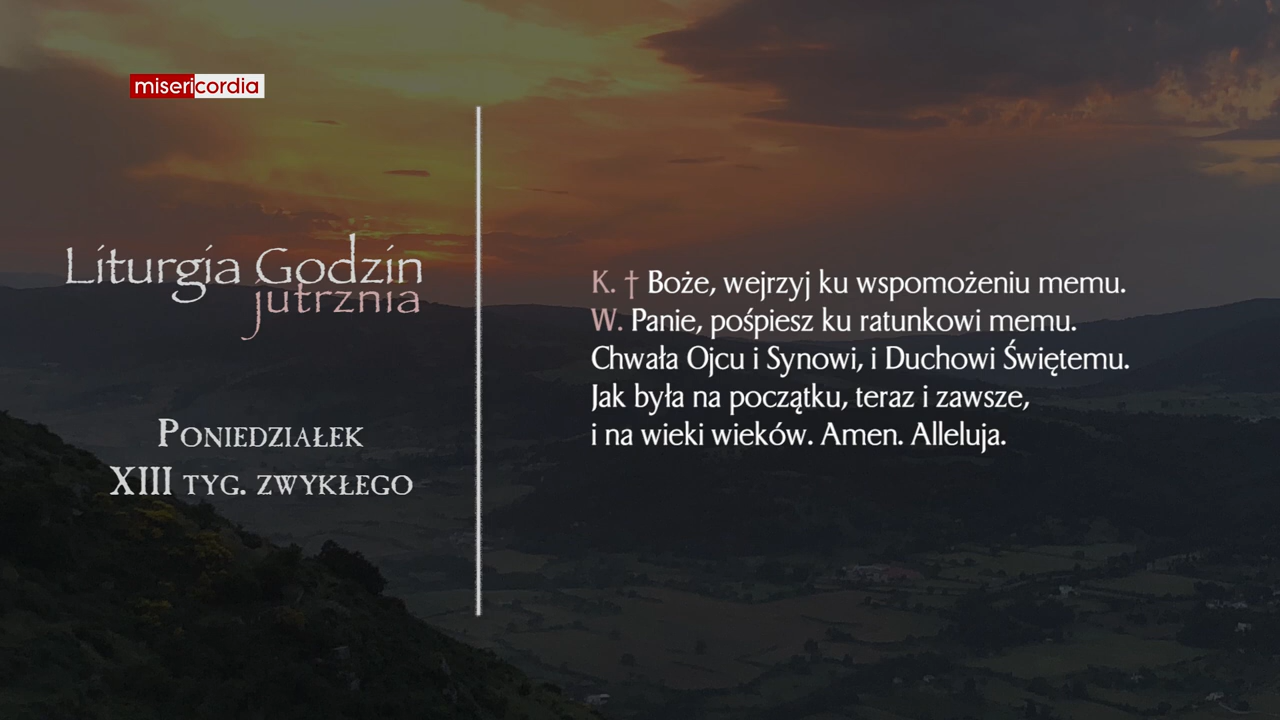 misericordia
Liturgia Godzin
jutrznia
Poniedziałek
XIII tyg. zwykłego
K. † Boże, wejrzyj ku wspomożeniu memu.
W. Panie, pośpiesz ku ratunkowi memu.
Chwała Ojcu i Synowi, i Duchowi Świętemu.
Jak była na początku, teraz i zawsze,
i na wieki wieków. Amen. Alleluja.